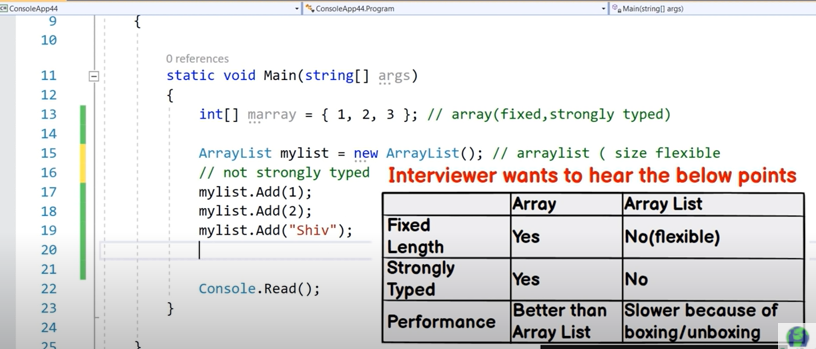 ConsoleApp44 ConsoleApp44.Program Main(string[] args)
9 {
10
0 references
11 static void Main(string[] args)
12 {
13 int[] marray = { 1, 2, 3 }; // array(fixed,strongly typed)
14
15 ArrayList mylist = new ArrayList(); // arraylist ( size flexible
16 // not strongly typed
17 mylist.Add(1);
18 mylist.Add(2);
19 mylist.Add("Shiv");
20
21
22 Console.Read();
23 }
24
25 }
Interviewer wants to hear the below points
Array Array List
Fixed
Length Yes No(flexible)
Strongly
Typed Yes No
Performance Better than Slower because of
Array List boxing/unboxing